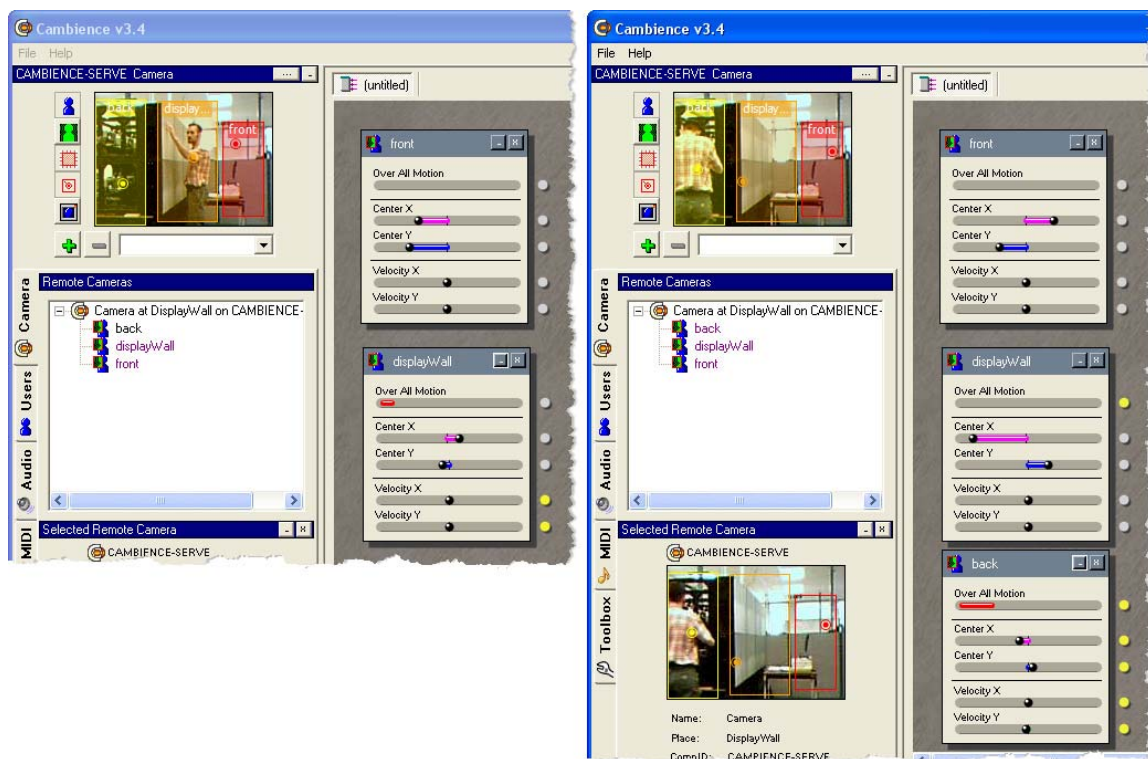 Cambience v3.4
File Help
CAMBIENCE-SERVE Camera
...
-
(untitled)
back
display...
front
front
Over All Motion
Center X
Center Y
Velocity X
Velocity Y
Camera
Users
Audio
MIDI
Remote Cameras
Camera at DisplayWall on CAMBIENCE-
back
displayWall
front
displayWall
Over All Motion
Center X
Center Y
Velocity X
Velocity Y
Selected Remote Camera
CAMBIENCE-SERVE
Cambience v3.4
File Help
CAMBIENCE-SERVE Camera
...
-
(untitled)
back
display...
front
front
Over All Motion
Center X
Center Y
Velocity X
Velocity Y
Camera
Users
Audio
MIDI
Toolbox
Remote Cameras
Camera at DisplayWall on CAMBIENCE-
back
displayWall
front
displayWall
Over All Motion
Center X
Center Y
Velocity X
Velocity Y
Selected Remote Camera
CAMBIENCE-SERVE
Name: Camera
Place: DisplayWall
CompID: CAMBIENCE-SERVE
back
Over All Motion
Center X
Center Y
Velocity X
Velocity Y